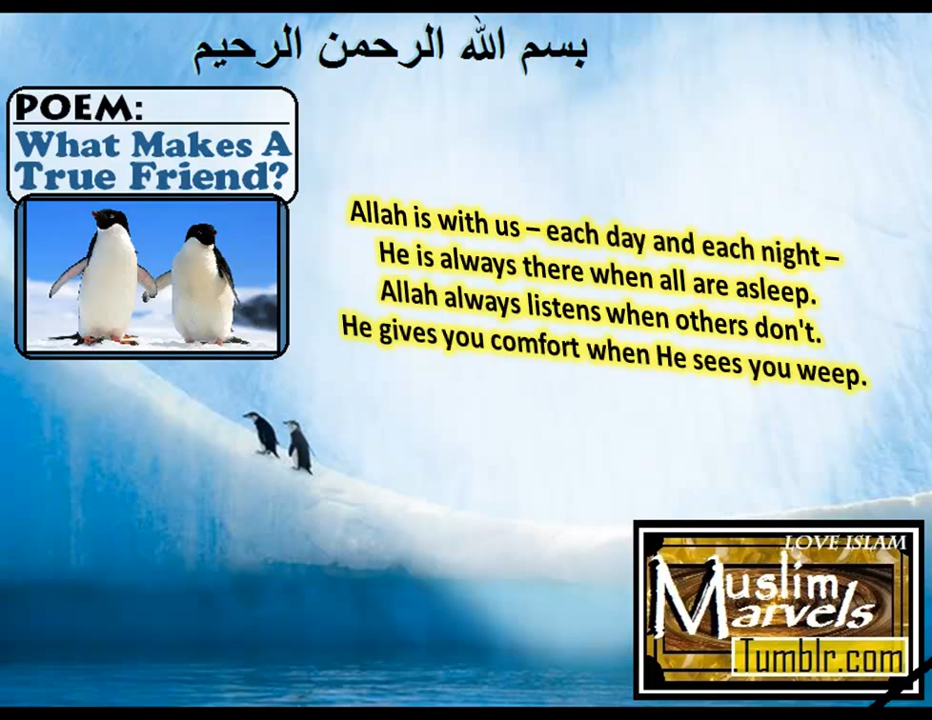 بسم الله الرحمن الرحيم
POEM:
What Makes A
True Friend?
Allah is with us – each day and each night –
He is always there when all are asleep.
Allah always listens when others don't.
He gives you comfort when He sees you weep.
LOVE ISLAM
Muslim
Marvels
.Tumblr.com